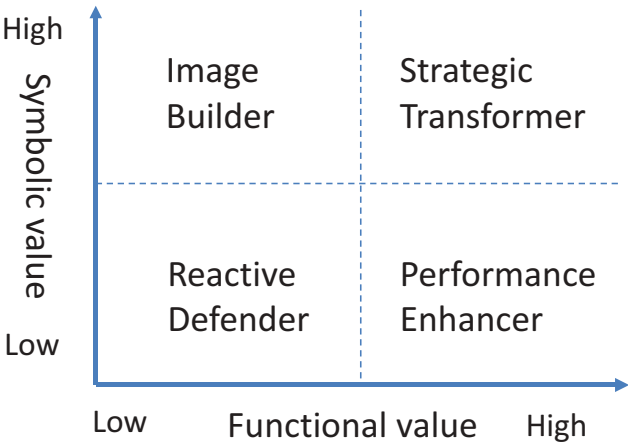 High
Image
Builder
Strategic
Transformer
Symbolic value
Reactive
Defender
Performance
Enhancer
Low
Low
Functional value
High